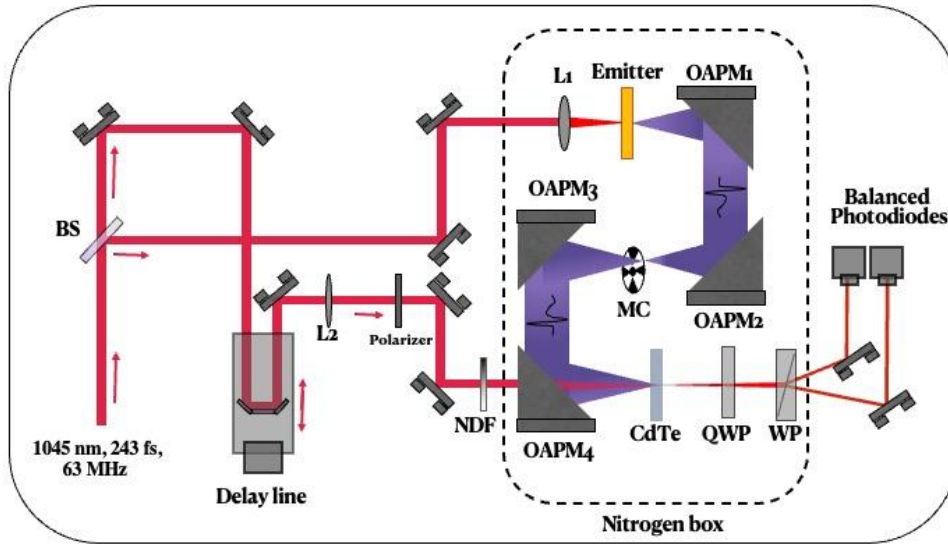 L1
Emitter
OAPM1
OAPM3
Balanced
Photodiodes
BS
MC
L2
OAPM2
Polarizer
NDF
CdTe
QWP
WP
OAPM4
1045 nm, 243 fs,
63 MHz
Delay line
Nitrogen box